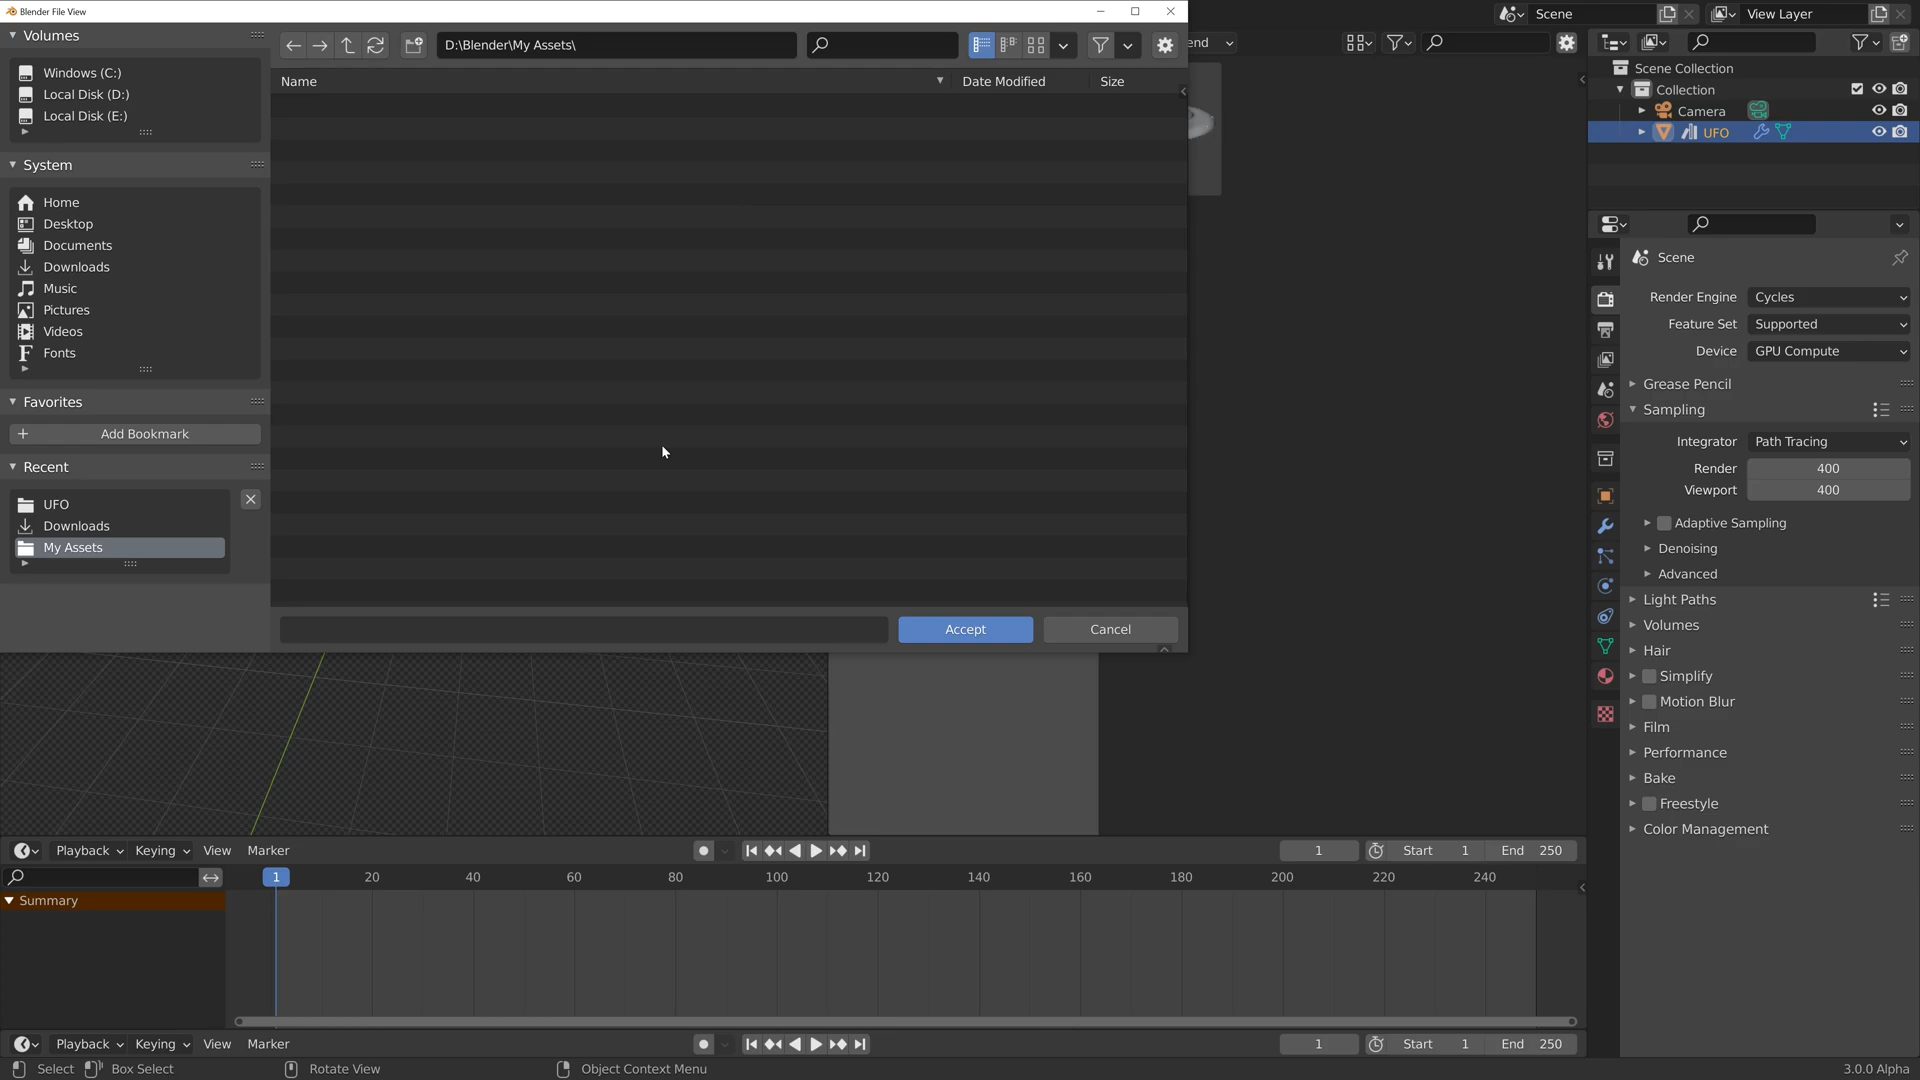 Blender File View
Volumes
Windows (C:)
Local Disk (D:)
Local Disk (E:)
System
Home
Desktop
Documents
Downloads
Music
Pictures
Videos
Fonts
Favorites
Add Bookmark
Recent
UFO
Downloads
My Assets
D:\Blender\My Assets\
Name Date Modified Size
Accept Cancel
end
Scene View Layer
Scene Collection
Collection
Camera
UFO
Scene
Render Engine Cycles
Feature Set Supported
Device GPU Compute
Grease Pencil
Sampling
Integrator Path Tracing
Render 400
Viewport 400
Adaptive Sampling
Denoising
Advanced
Light Paths
Volumes
Hair
Simplify
Motion Blur
Film
Performance
Bake
Freestyle
Color Management
Playback Keying View Marker 1 Start 1 End 250
1 20 40 60 80 100 120 140 160 180 200 220 240
Summary
Playback Keying View Marker 1 Start 1 End 250
Select Box Select Rotate View Object Context Menu 3.0.0 Alpha